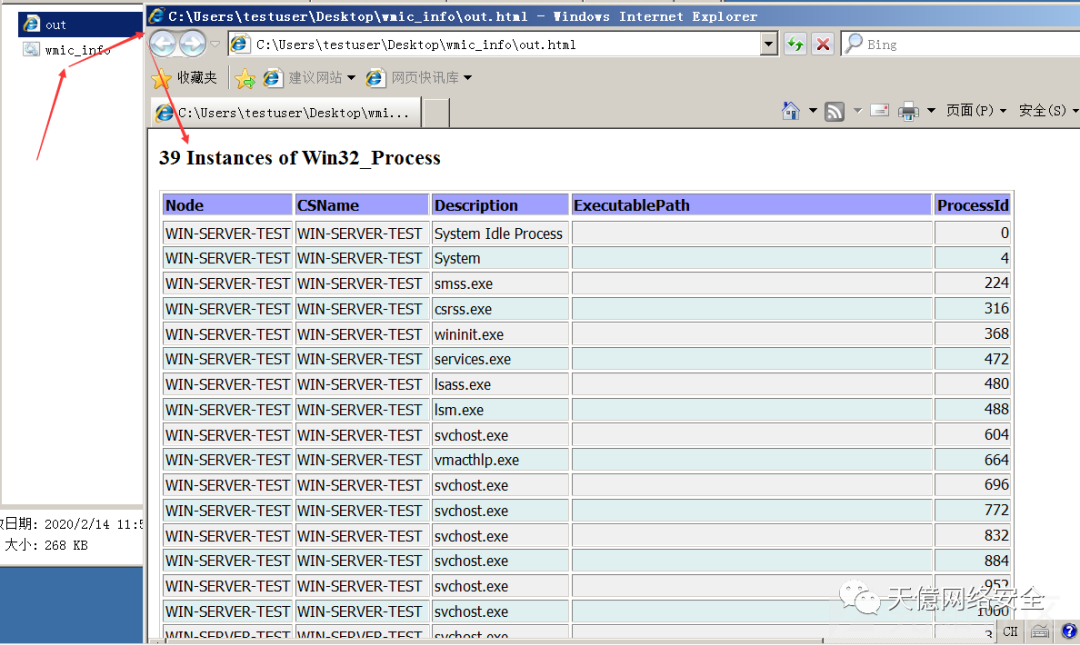 out
wmic_info
C:\Users\testuser\Desktop\wmic_info\out.html - Windows Internet Explorer
C:\Users\testuser\Desktop\wmic_info\out.html
Bing
收藏夹
建议网站
网页快讯库
C:\Users\testuser\Desktop\wmi...
页面(P)
安全(S)
39 Instances of Win32_Process
Node CSName Description ExecutablePath ProcessId
WIN-SERVER-TEST WIN-SERVER-TEST System Idle Process 0
WIN-SERVER-TEST WIN-SERVER-TEST System 4
WIN-SERVER-TEST WIN-SERVER-TEST smss.exe 224
WIN-SERVER-TEST WIN-SERVER-TEST csrss.exe 316
WIN-SERVER-TEST WIN-SERVER-TEST wininit.exe 368
WIN-SERVER-TEST WIN-SERVER-TEST services.exe 472
WIN-SERVER-TEST WIN-SERVER-TEST lsass.exe 480
WIN-SERVER-TEST WIN-SERVER-TEST lsm.exe 488
WIN-SERVER-TEST WIN-SERVER-TEST svchost.exe 604
WIN-SERVER-TEST WIN-SERVER-TEST vmacthlp.exe 664
WIN-SERVER-TEST WIN-SERVER-TEST svchost.exe 696
WIN-SERVER-TEST WIN-SERVER-TEST svchost.exe 772
WIN-SERVER-TEST WIN-SERVER-TEST svchost.exe 832
WIN-SERVER-TEST WIN-SERVER-TEST svchost.exe 884
WIN-SERVER-TEST WIN-SERVER-TEST svchost.exe 952
WIN-SERVER-TEST WIN-SERVER-TEST svchost.exe 1060
WIN-SERVER-TEST WIN-SERVER-TEST svchost.exe
日期: 2020/2/14 11:5
大小: 268 KB
天億网络安全
CH